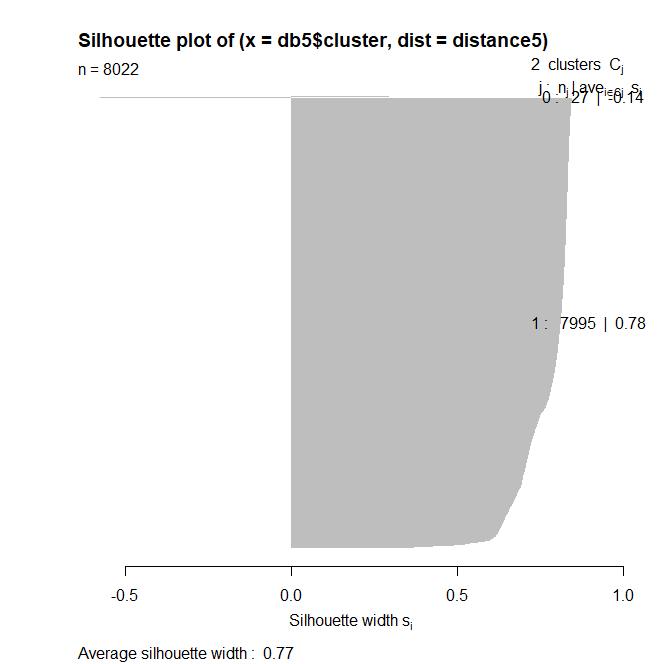 Silhouette plot of (x = db5$cluster, dist = distance5)
n = 8022
2 clusters Cj
j : nj | avei∈Cj si
0 : 27 | -0.14
1 : 7995 | 0.78
-0.5 0.0 0.5 1.0
Silhouette width si
Average silhouette width : 0.77